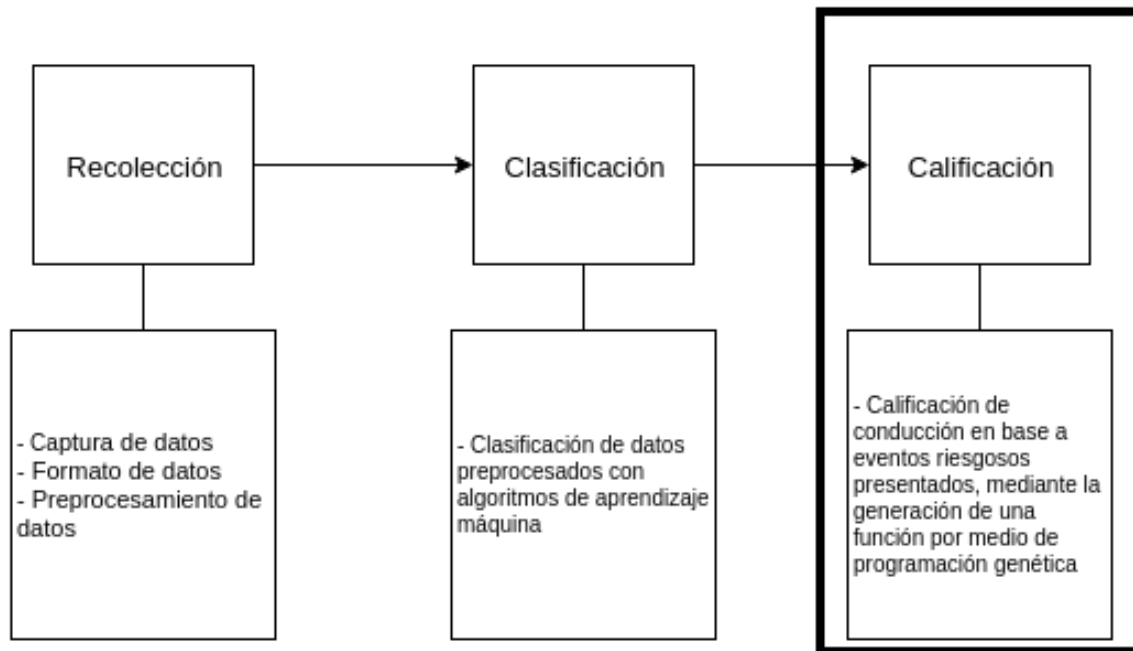 Recolección
Clasificación
Calificación
- Captura de datos
- Formato de datos
- Preprocesamiento de
datos
- Clasificación de datos
preprocesados con
algoritmos de aprendizaje
máquina
- Calificación de
conducción en base a
eventos riesgosos
presentados, mediante la
generación de una
función por medio de
programación genética